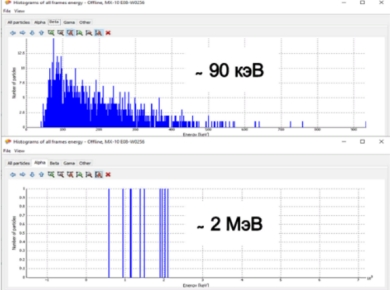 Histograms of all frames energy - Offline, MX-10 E08-W0256
File View
All particles Alpha Beta Gama Other
~ 90 кэВ
Number of particles
Energy (keV)
Histograms of all frames energy - Offline, MX-10 E08-W0256
File View
All particles Alpha Beta Gama Other
~ 2 МэВ
Number of particles
Energy (keV)